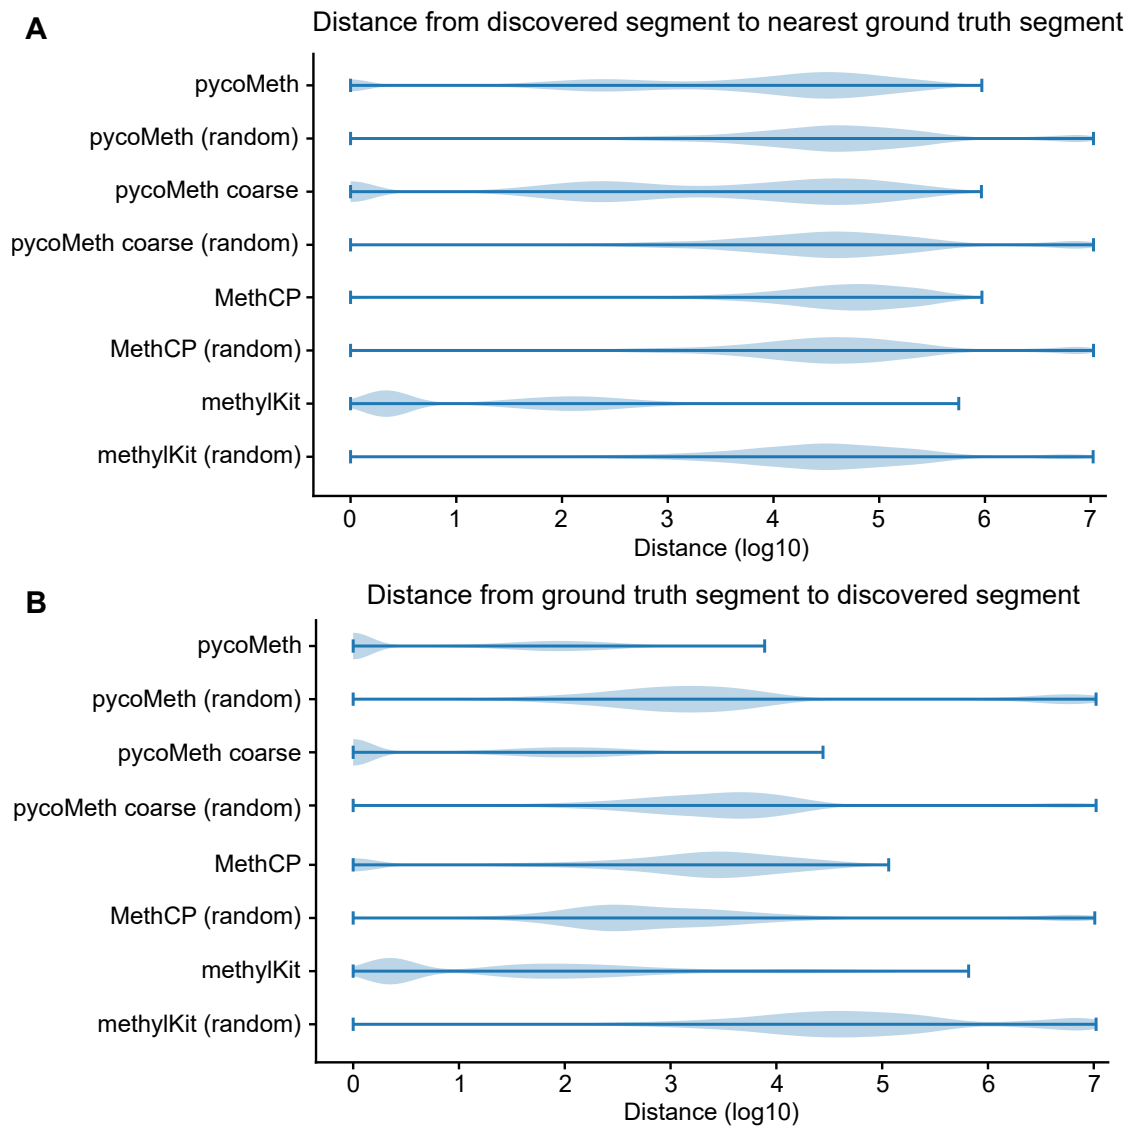 A
Distance from discovered segment to nearest ground truth segment
pycoMeth
pycoMeth (random)
pycoMeth coarse
pycoMeth coarse (random)
MethCP
MethCP (random)
methylKit
methylKit (random)
0 1 2 3 4 5 6 7
Distance (log10)
B
Distance from ground truth segment to discovered segment
pycoMeth
pycoMeth (random)
pycoMeth coarse
pycoMeth coarse (random)
MethCP
MethCP (random)
methylKit
methylKit (random)
0 1 2 3 4 5 6 7
Distance (log10)